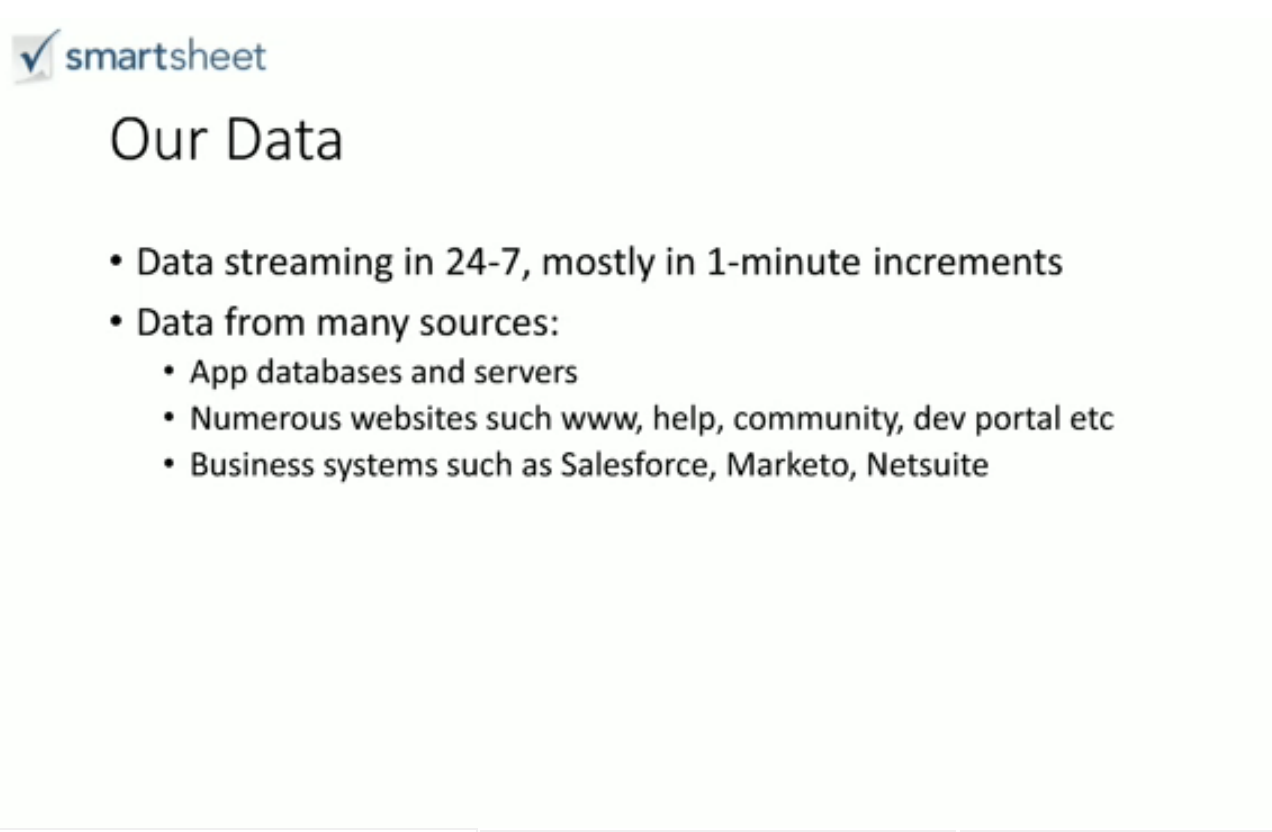 smartsheet
Our Data
• Data streaming in 24-7, mostly in 1-minute increments
• Data from many sources:
• App databases and servers
• Numerous websites such www, help, community, dev portal etc
• Business systems such as Salesforce, Marketo, Netsuite